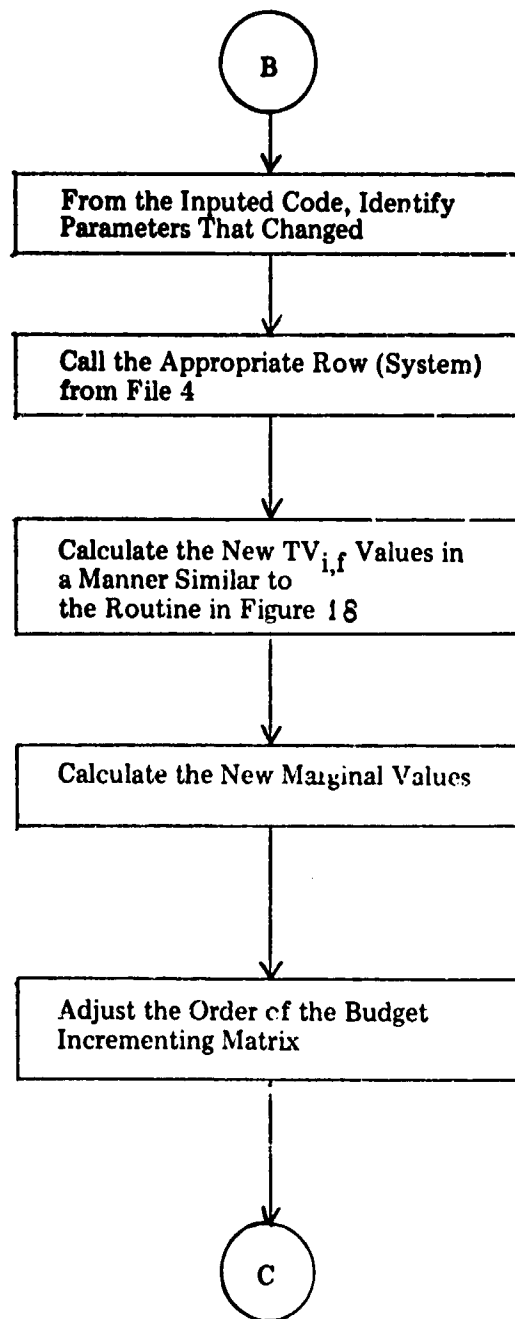 B
From the Inputed Code, Identify
Parameters That Changed
Call the Appropriate Row (System)
from File 4
Calculate the New TV i,f Values in
a Manner Similar to
the Routine in Figure 18
Calculate the New Marginal Values
Adjust the Order of the Budget
Incrementing Matrix
C